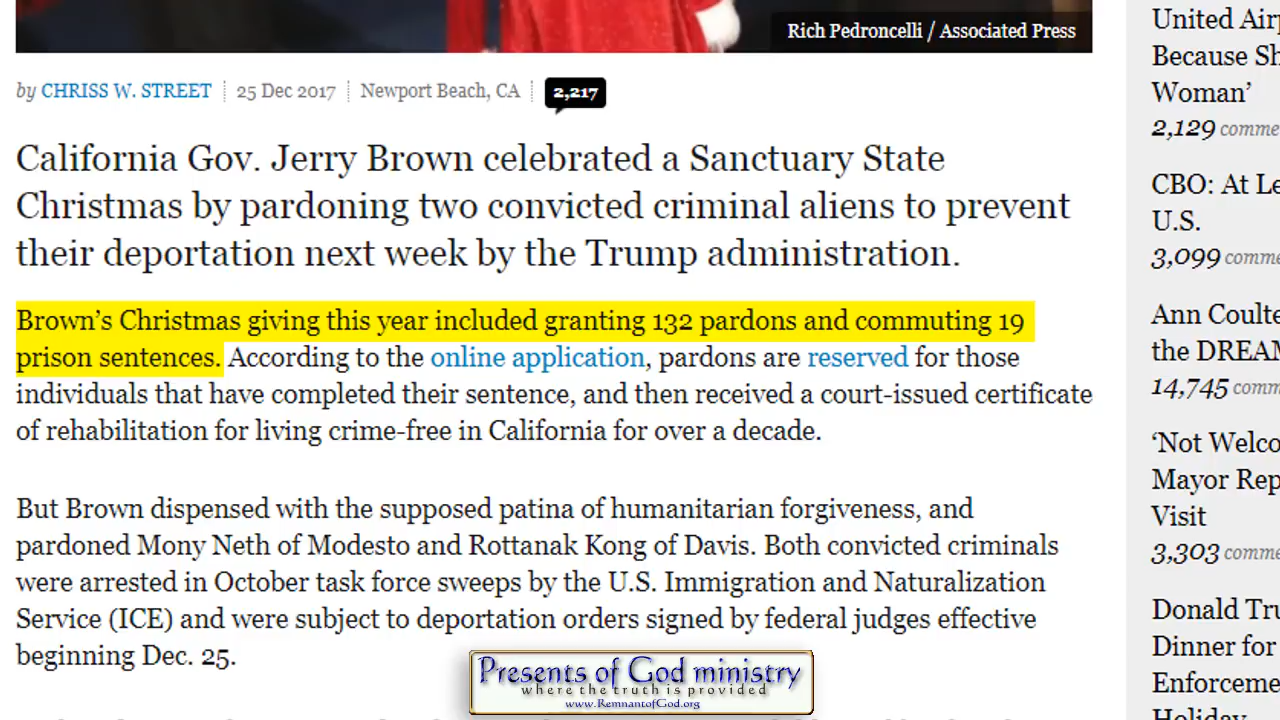 Rich Pedroncelli / Associated Press
by CHRISS W. STREET 25 Dec 2017 Newport Beach, CA 2,217
California Gov. Jerry Brown celebrated a Sanctuary State
Christmas by pardoning two convicted criminal aliens to prevent
their deportation next week by the Trump administration.
Brown's Christmas giving this year included granting 132 pardons and commuting 19
prison sentences. According to the online application, pardons are reserved for those
individuals that have completed their sentence, and then received a court-issued certificate
of rehabilitation for living crime-free in California for over a decade.
But Brown dispensed with the supposed patina of humanitarian forgiveness, and
pardoned Mony Neth of Modesto and Rottanak Kong of Davis. Both convicted criminals
were arrested in October task force sweeps by the U.S. Immigration and Naturalization
Service (ICE) and were subject to deportation orders signed by federal judges effective
beginning Dec. 25.
United Air
Because Sh
Woman’
2,129 comme
CBO: At Le
U.S.
3,099 comme
Ann Coulte
the DREAM
14,745 comm
‘Not Welco
Mayor Rep
Visit
3,303 comme
Donald Tru
Dinner for
Enforceme
Holiday
Presents of God ministry
where the truth is provided
www.RemnantofGod.org